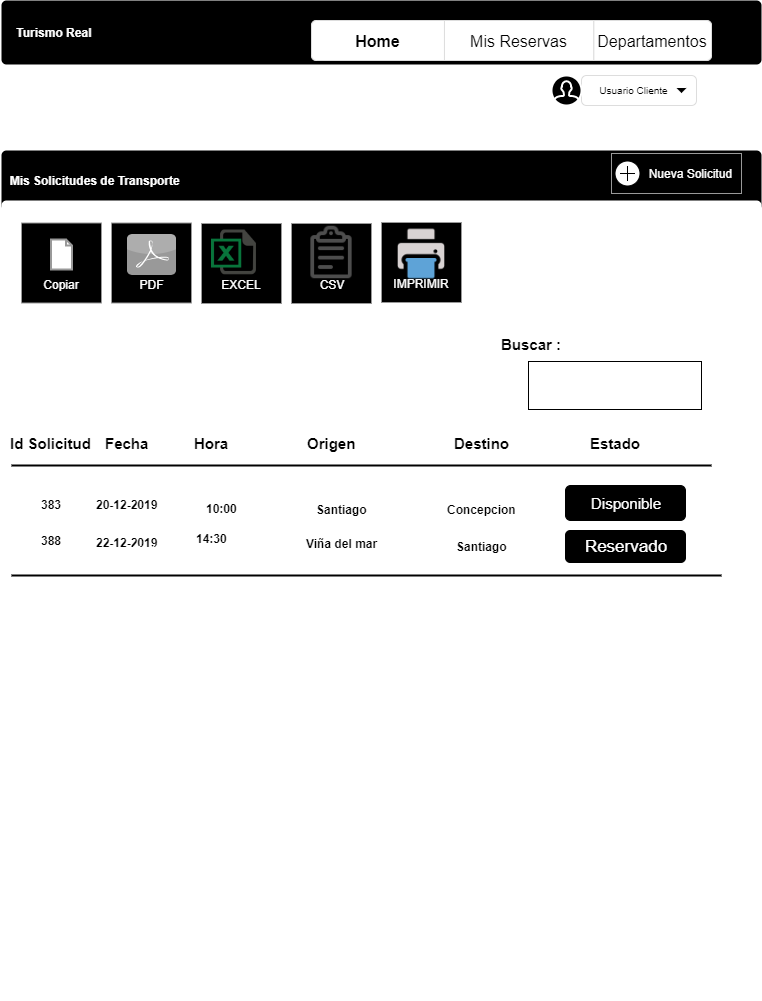 Turismo Real
Home Mis Reservas Departamentos
Usuario Cliente
Mis Solicitudes de Transporte
Nueva Solicitud
Copiar PDF EXCEL CSV IMPRIMIR
Buscar :
Id Solicitud Fecha Hora Origen Destino Estado
383 20-12-2019 10:00 Santiago Concepcion Disponible
388 22-12-2019 14:30 Viña del mar Santiago Reservado